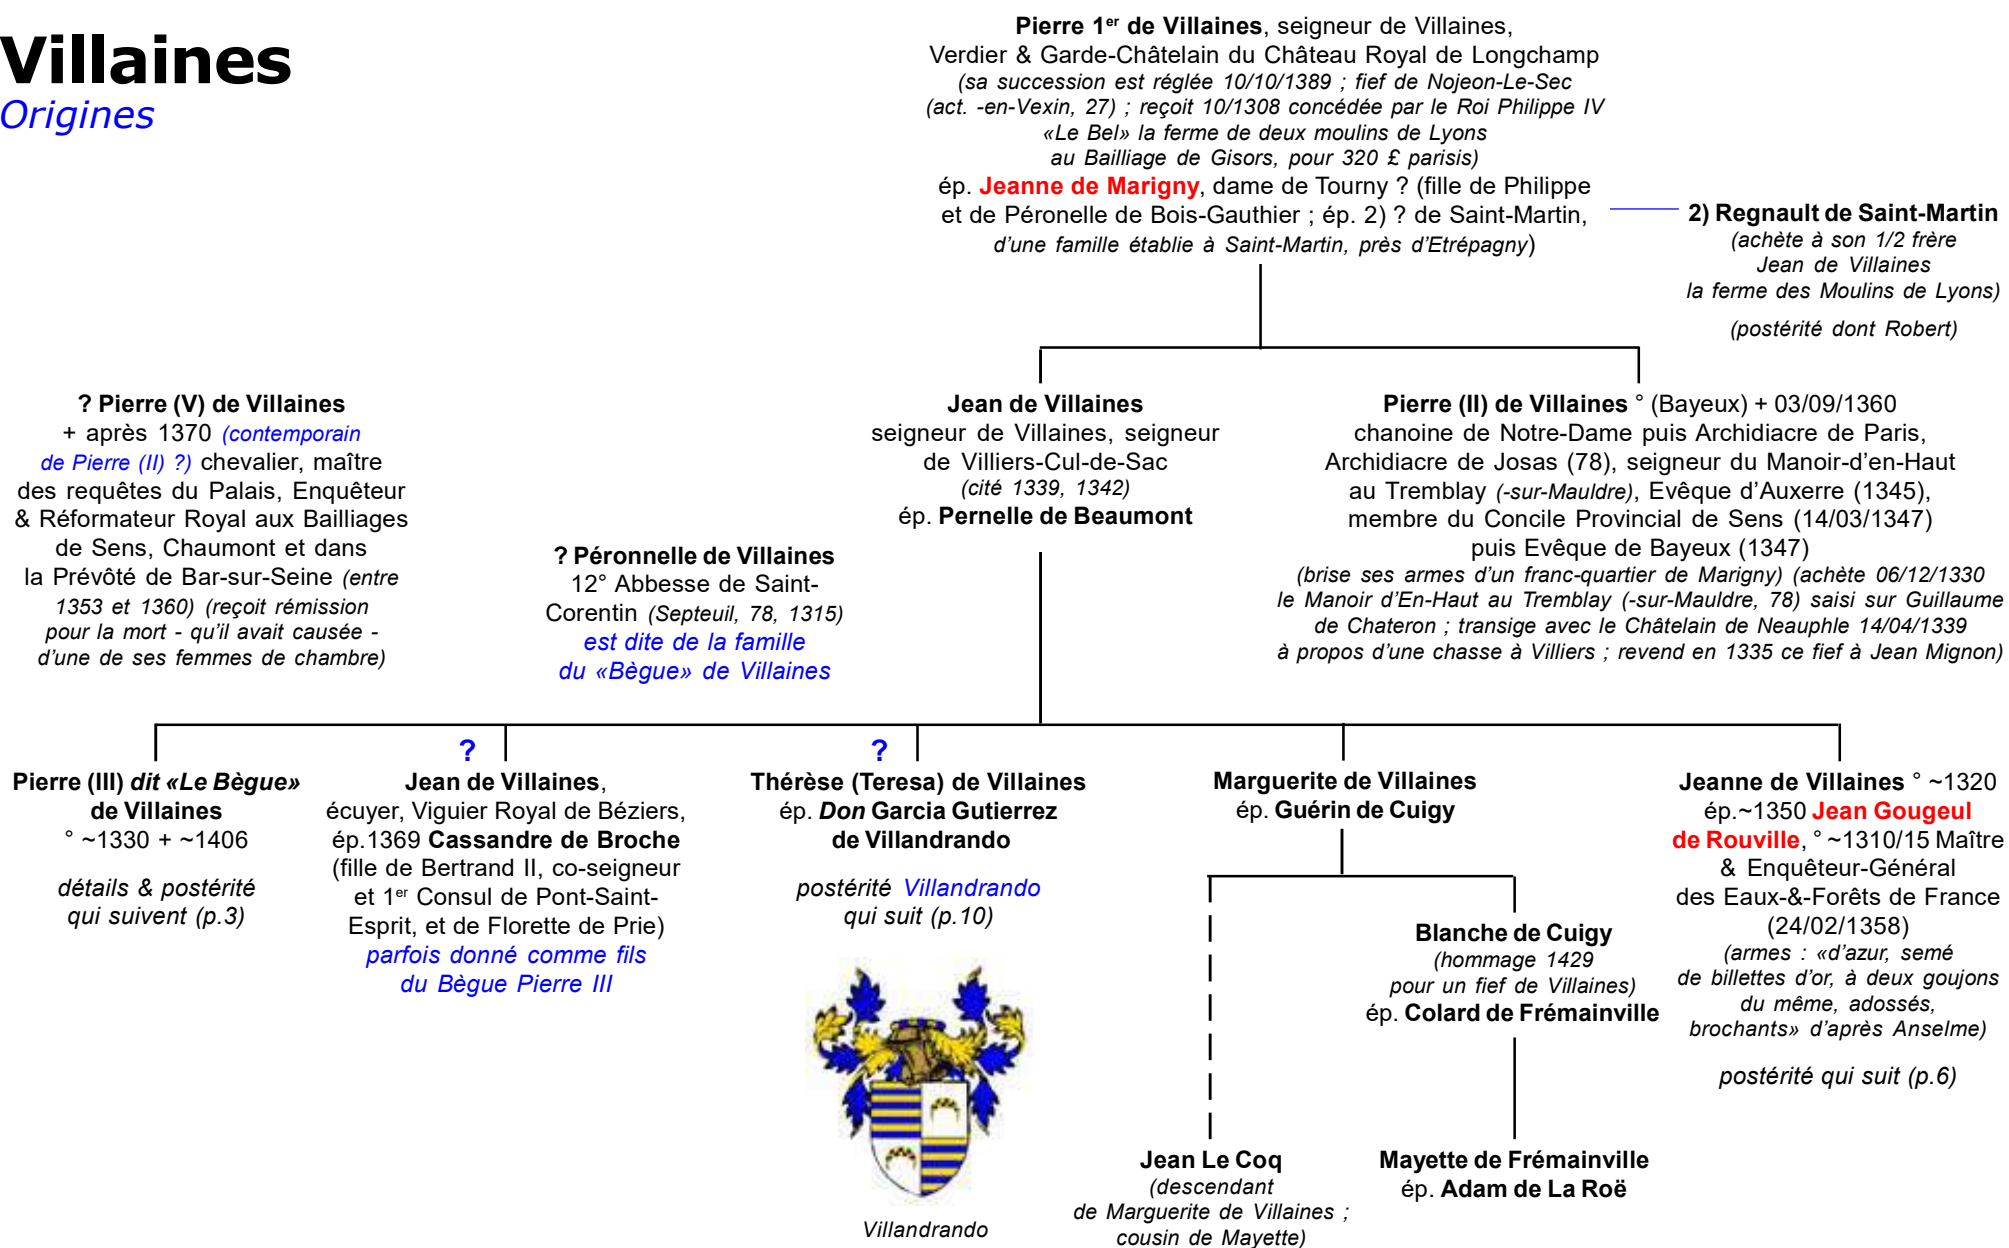 Villaines
Origines
Pierre 1er de Villaines, seigneur de Villaines,
Verdier & Garde-Châtelain du Château Royal de Longchamp
(sa succession est réglée 10/10/1389 ; fief de Nojeon-Le-Sec
(act. -en-Vexin, 27) ; reçoit 10/1308 concédée par le Roi Philippe IV
«Le Bel» la ferme de deux moulins de Lyons
au Bailliage de Gisors, pour 320 £ parisis)
ép. Jeanne de Marigny, dame de Tourny ? (fille de Philippe
et de Péronelle de Bois-Gauthier ; ép. 2) ? de Saint-Martin,
d'une famille établie à Saint-Martin, près d'Etrépagny)
2) Regnault de Saint-Martin
(achète à son 1/2 frère
Jean de Villaines
la ferme des Moulins de Lyons)
(postérité dont Robert)
? Pierre (V) de Villaines
+ après 1370 (contemporain
de Pierre (II) ?) chevalier, maître
des requêtes du Palais, Enquêteur
& Réformateur Royal aux Bailliages
de Sens, Chaumont et dans
la Prévôté de Bar-sur-Seine (entre
1353 et 1360) (reçoit rémission
pour la mort - qu'il avait causée -
d'une de ses femmes de chambre)
? Péronnelle de Villaines
12° Abbesse de Saint-
Corentin (Septeuil, 78, 1315)
est dite de la famille
du «Bègue» de Villaines
Jean de Villaines
seigneur de Villaines, seigneur
de Villiers-Cul-de-Sac
(cité 1339, 1342)
ép. Pernelle de Beaumont
Pierre (II) de Villaines ° (Bayeux) + 03/09/1360
chanoine de Notre-Dame puis Archidiacre de Paris,
Archidiacre de Josas (78), seigneur du Manoir-d'en-Haut
au Tremblay (-sur-Mauldre), Evêque d'Auxerre (1345),
membre du Concile Provincial de Sens (14/03/1347)
puis Evêque de Bayeux (1347)
(brise ses armes d'un franc-quartier de Marigny) (achète 06/12/1330
le Manoir d'En-Haut au Tremblay (-sur-Mauldre, 78) saisi sur Guillaume
de Chateron ; transige avec le Châtelain de Neauphle 14/04/1339
à propos d'une chasse à Villiers ; revend en 1335 ce fief à Jean Mignon)
Pierre (III) dit «Le Bègue»
de Villaines
° ~1330 + ~1406
détails & postérité
qui suivent (p.3)
?
Jean de Villaines,
écuyer, Viguier Royal de Béziers,
ép.1369 Cassandre de Broche
(fille de Bertrand II, co-seigneur
et 1er Consul de Pont-Saint-
Esprit, et de Florette de Prie)
parfois donné comme fils
du Bègue Pierre III
?
Thérèse (Teresa) de Villaines
ép. Don Garcia Gutierrez
de Villandrando
postérité Villandrando
qui suit (p.10)
Villandrando
Marguerite de Villaines
ép. Guérin de Cuigy
Blanche de Cuigy
(hommage 1429
pour un fief de Villaines)
ép. Colard de Frémainville
Jean Le Coq
(descendant
de Marguerite de Villaines ;
cousin de Mayette)
Mayette de Frémainville
ép. Adam de La Roë
Jeanne de Villaines ° ~1320
ép.~1350 Jean Gougeul
de Rouville, ° ~1310/15 Maître
& Enquêteur-Général
des Eaux-&-Forêts de France
(24/02/1358)
(armes : «d'azur, semé
de billettes d'or, à deux goujons
du même, adossés,
brochants» d'après Anselme)
postérité qui suit (p.6)